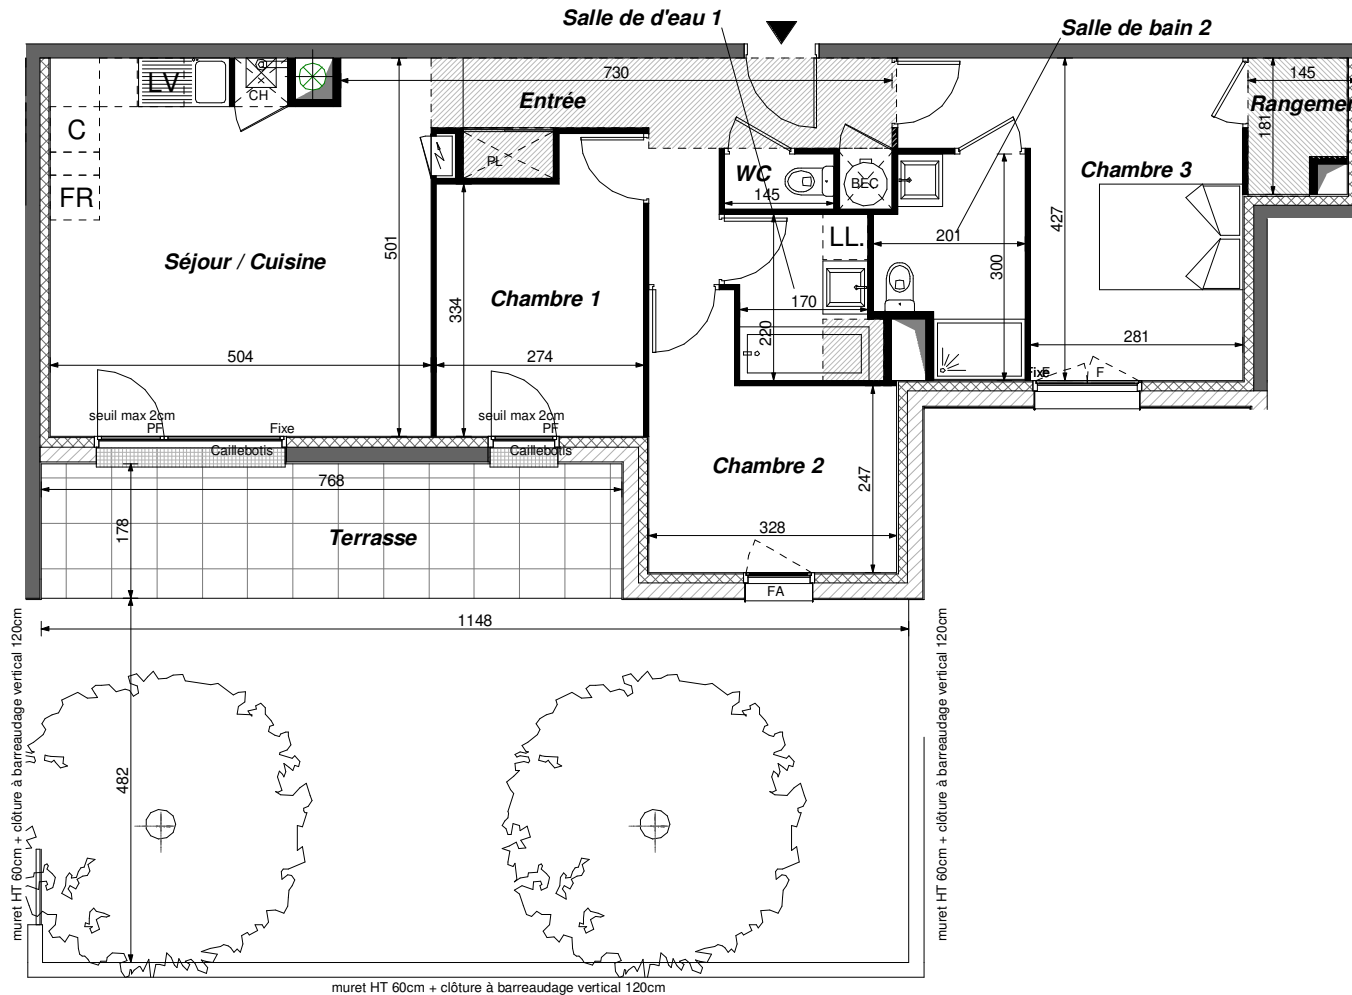 Salle de d'eau 1
Salle de bain 2
730
145
LV
CH
Entrée
Rangemer
181
C
PL
WC
BEC
Chambre 3
FR
145
427
LL.
201
501
Séjour / Cuisine
300
Chambre 1
334
170
220
504
274
281
Fixe
F
F
seuil max 2cm
PF
Fixe
seuil max 2cm
PF
Caillebotis
Caillebotis
Chambre 2
247
768
178
Terrasse
328
FA
1148
482
muret HT 60cm + clôture à barreaudage vertical 120cm
muret HT 60cm + clôture à barreaudage vertical 120cm
muret HT 60cm + clôture à barreaudage vertical 120cm